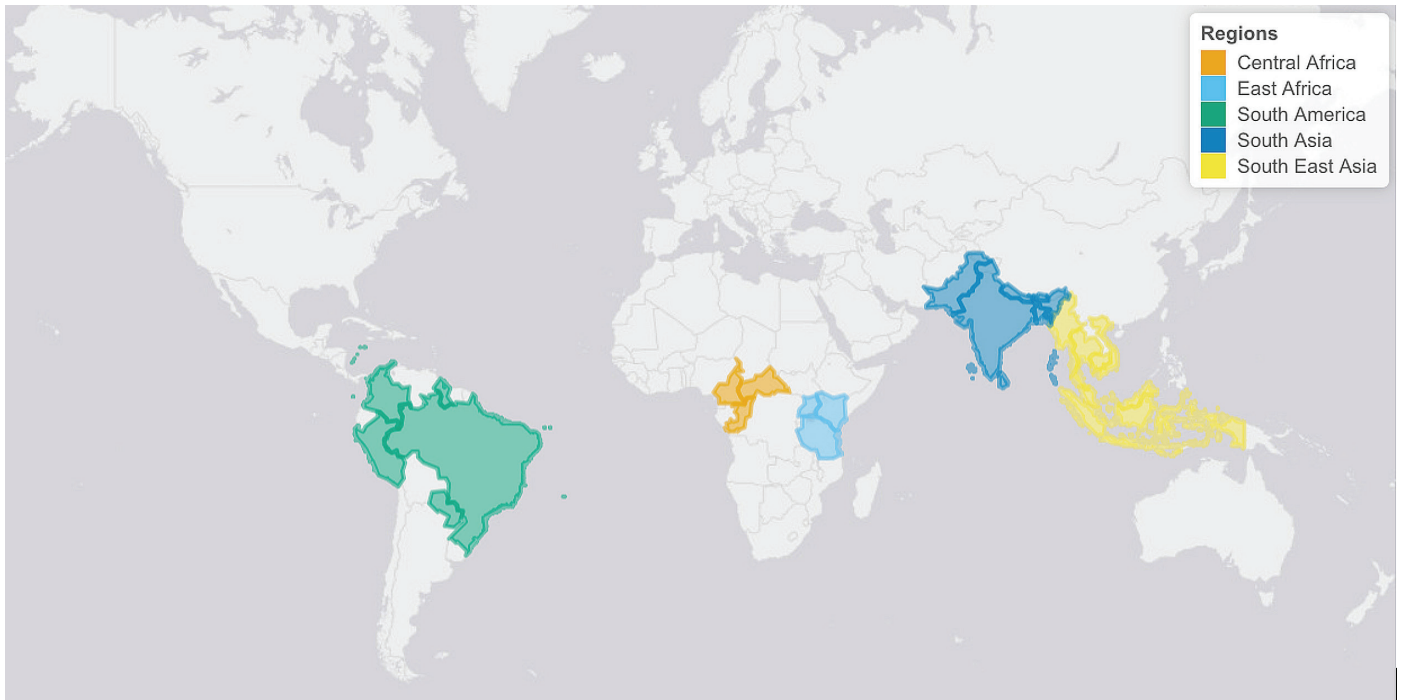 Regions
Central Africa
East Africa
South America
South Asia
South East Asia